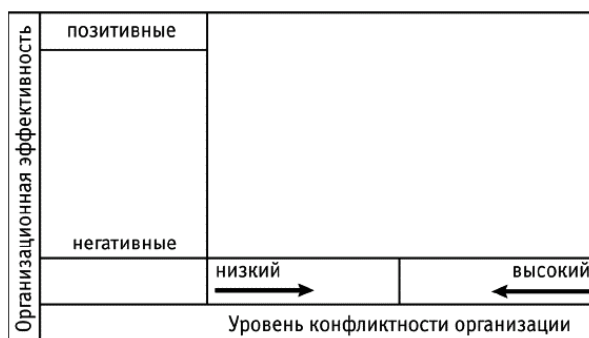 Организационная эффективность
позитивные
негативные
низкий
высокий
Уровень конфликтности организации